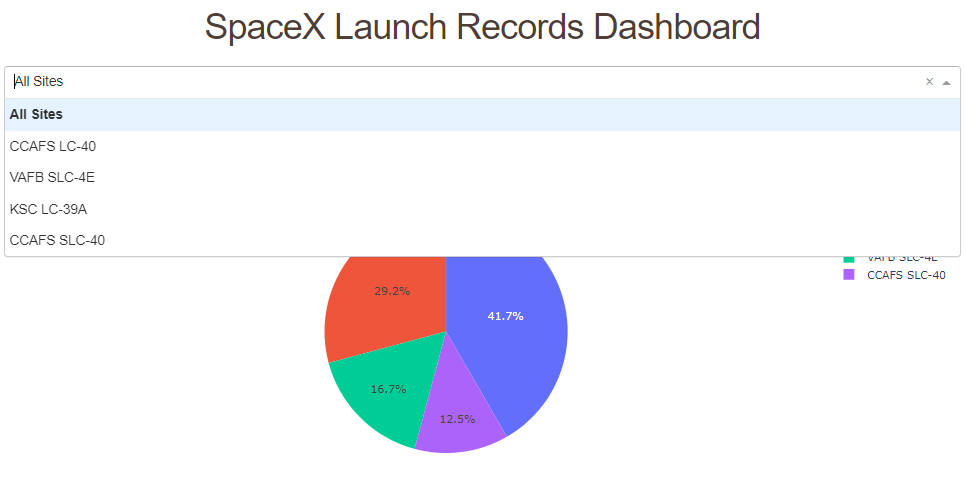 SpaceX Launch Records Dashboard
All Sites
×
All Sites
CCAFS LC-40
VAFB SLC-4E
KSC LC-39A
CCAFS SLC-40
VAFB SLC-4E
CCAFS SLC-40
29.2%
41.7%
16.7%
12.5%